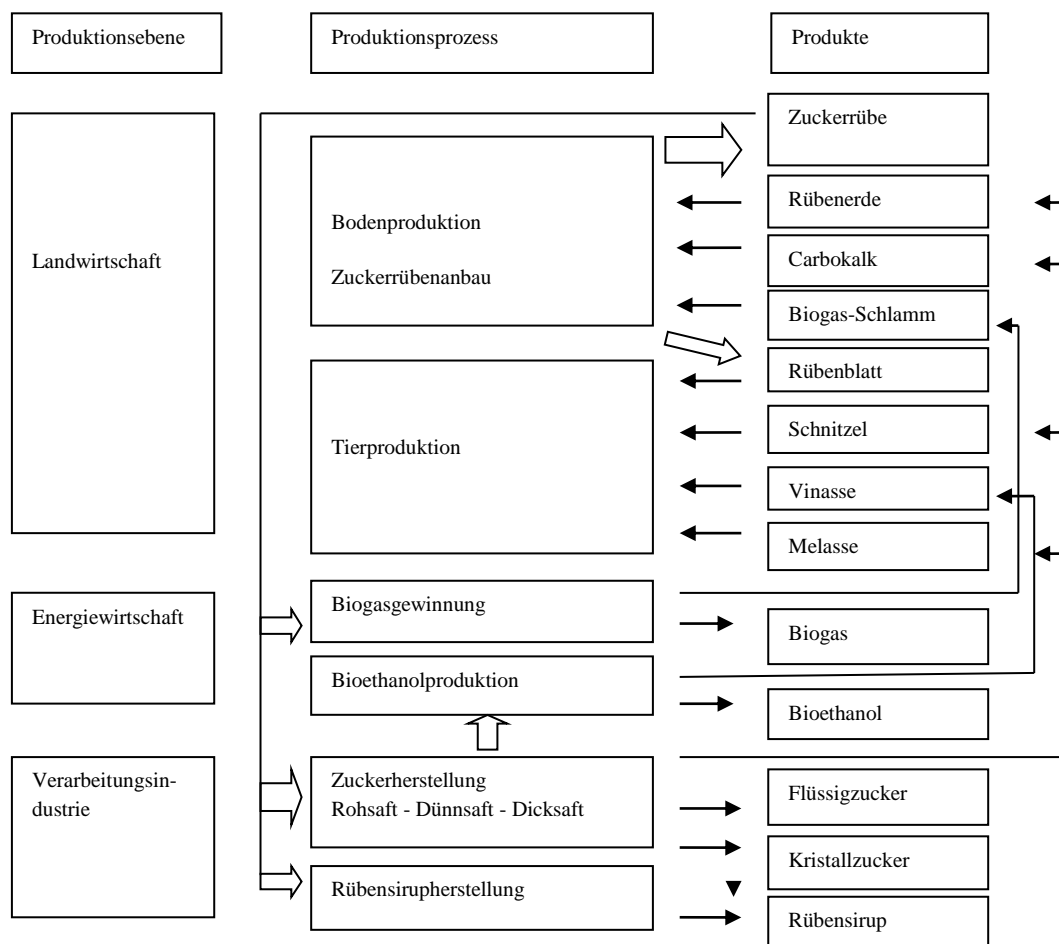 Produktionsebene
Produktionsprozess
Produkte
Landwirtschaft
Bodenproduktion
Zuckerrübenanbau
Tierproduktion
Zuckerrübe
Rübenerde
Carbokalk
Biogas-Schlamm
Rübenblatt
Schnitzel
Vinasse
Melasse
Energiewirtschaft
Biogasgewinnung
Biogas
Bioethanolproduktion
Bioethanol
Verarbeitungsin-
dustrie
Zuckerherstellung
Rohsaft - Dünnsaft - Dicksaft
Flüssigzucker
Kristallzucker
Rübensirupherstellung
Rübensirup